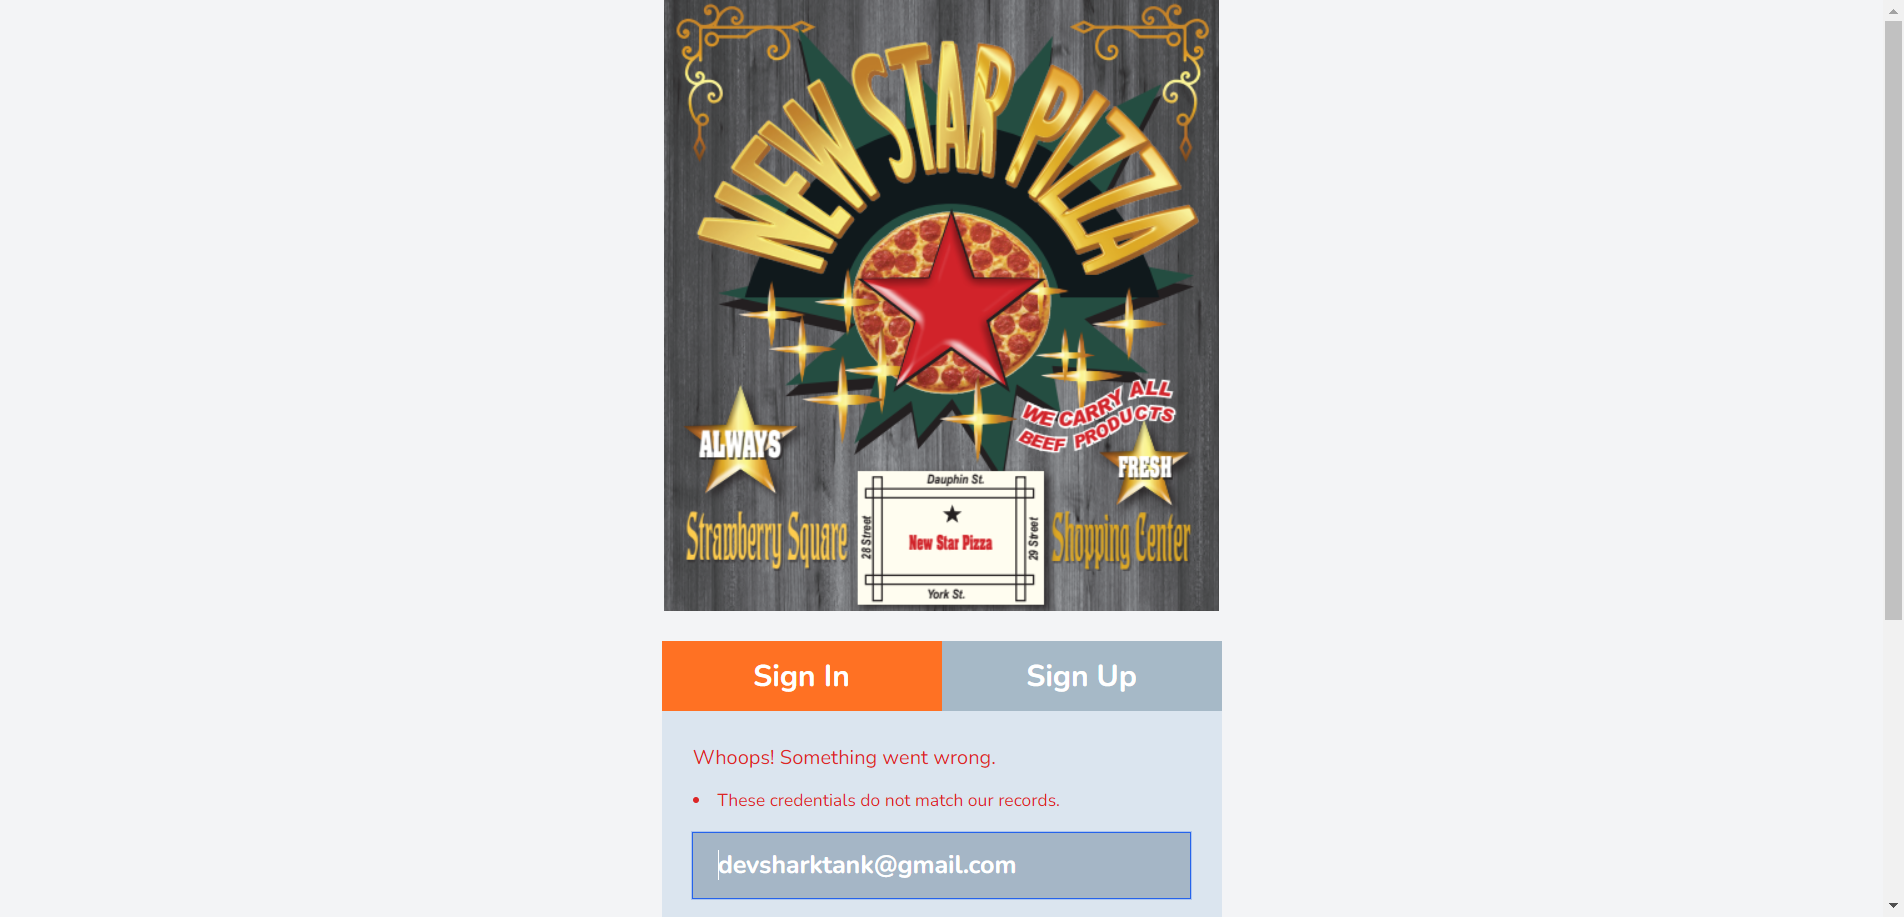 NEW STAR PIZZA
WE CARRY ALL
BEEF PRODUCTS
ALWAYS
FRESH
Strawberry Square
Dauphin St.
28 Street
New Star Pizza
29 Street
York St.
Shopping Center
Sign In
Sign Up
Whoops! Something went wrong.
• These credentials do not match our records.
devsharktank@gmail.com